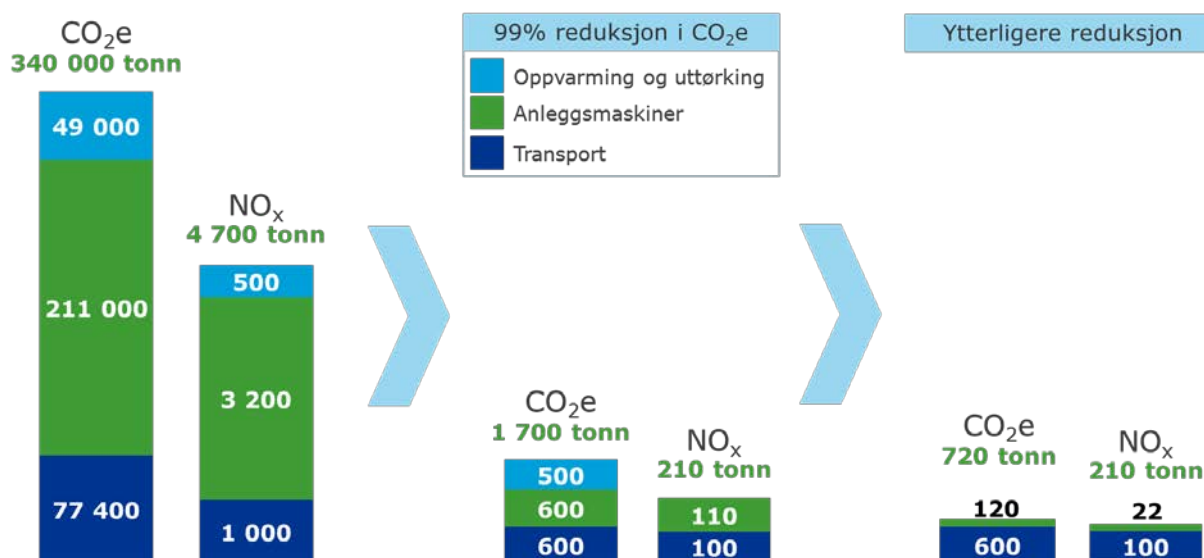 CO₂e
340 000 tonn
49 000
211 000
77 400
NOₓ
4 700 tonn
500
3 200
1 000
99% reduksjon i CO₂e
Oppvarming og uttørking
Anleggsmaskiner
Transport
CO₂e
1 700 tonn
500
600
600
NOₓ
210 tonn
110
100
Ytterligere reduksjon
CO₂e
720 tonn
120
600
NOₓ
210 tonn
22
100